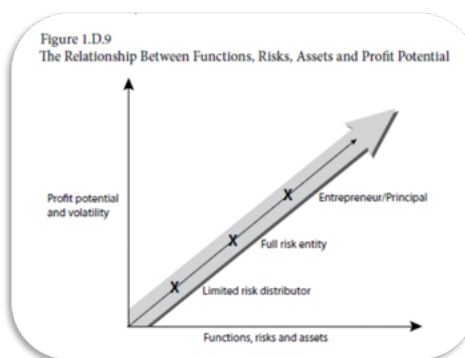 Figure 1.D.9
The Relationship Between Functions, Risks, Assets and Profit Potential
Profit potential
and volatility
X
Entrepreneur/Principal
X
Full risk entity
X
Limited risk distributor
Functions, risks and assets